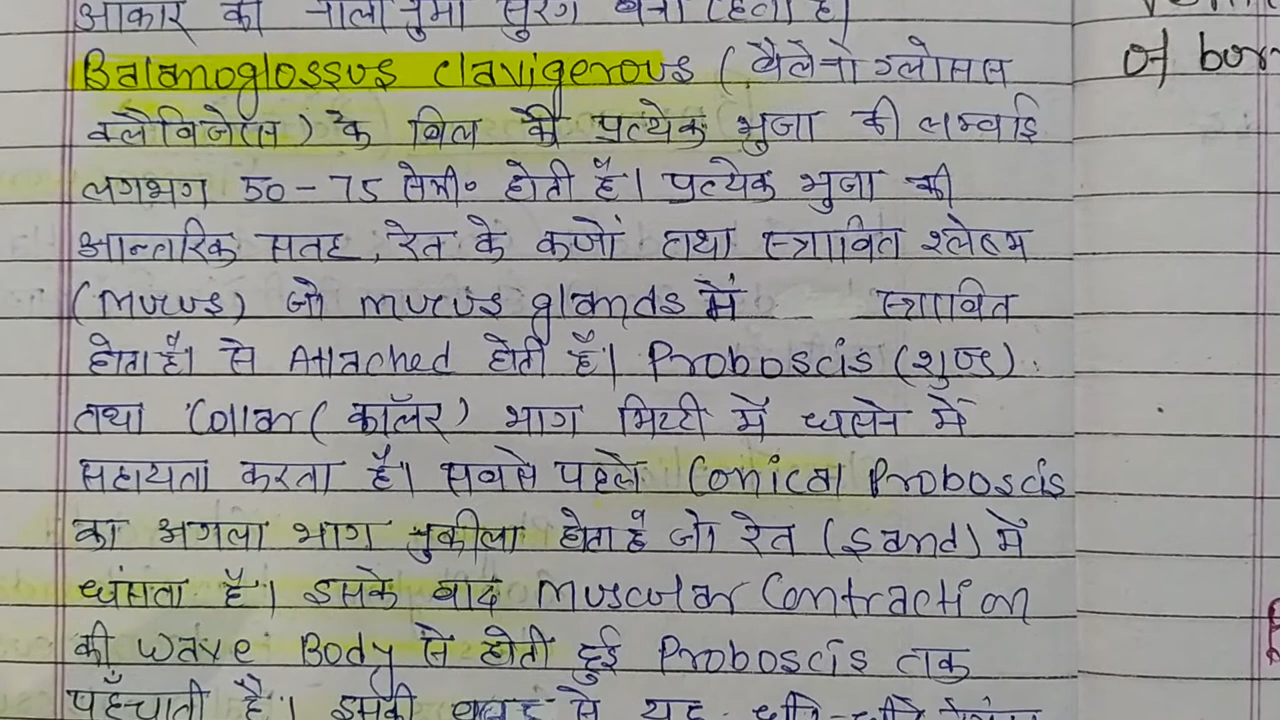 आकार की नालीनुमा सुरंग बना देता है।
Balanoglossus clavigerous (बैलेनोग्लोसस
of bor
क्लैविजेरस) के बिल की प्रत्येक भुजा की लम्बाई
लगभग 50-75 सेमी० होती है। प्रत्येक भुजा की
आन्तरिक सतह, रेत के कणों तथा स्त्रावित श्लेष्म
(Mucus) जो mucus glands में स्त्रावित
होता है। से Attached होती है। Proboscis (शुण्ड)
तथा Collar (कॉलर) भाग मिट्टी में धंसने में
सहायता करता है। सबसे पहले Conical Proboscis
का अगला भाग नुकीला होता है जो रेत (sand) में
धंसता है। इसके बाद muscular Contraction
की wave Body से होती हुई Proboscis तक
पहुँचाती है। इसकी वजह से यह धीरे-धीरे